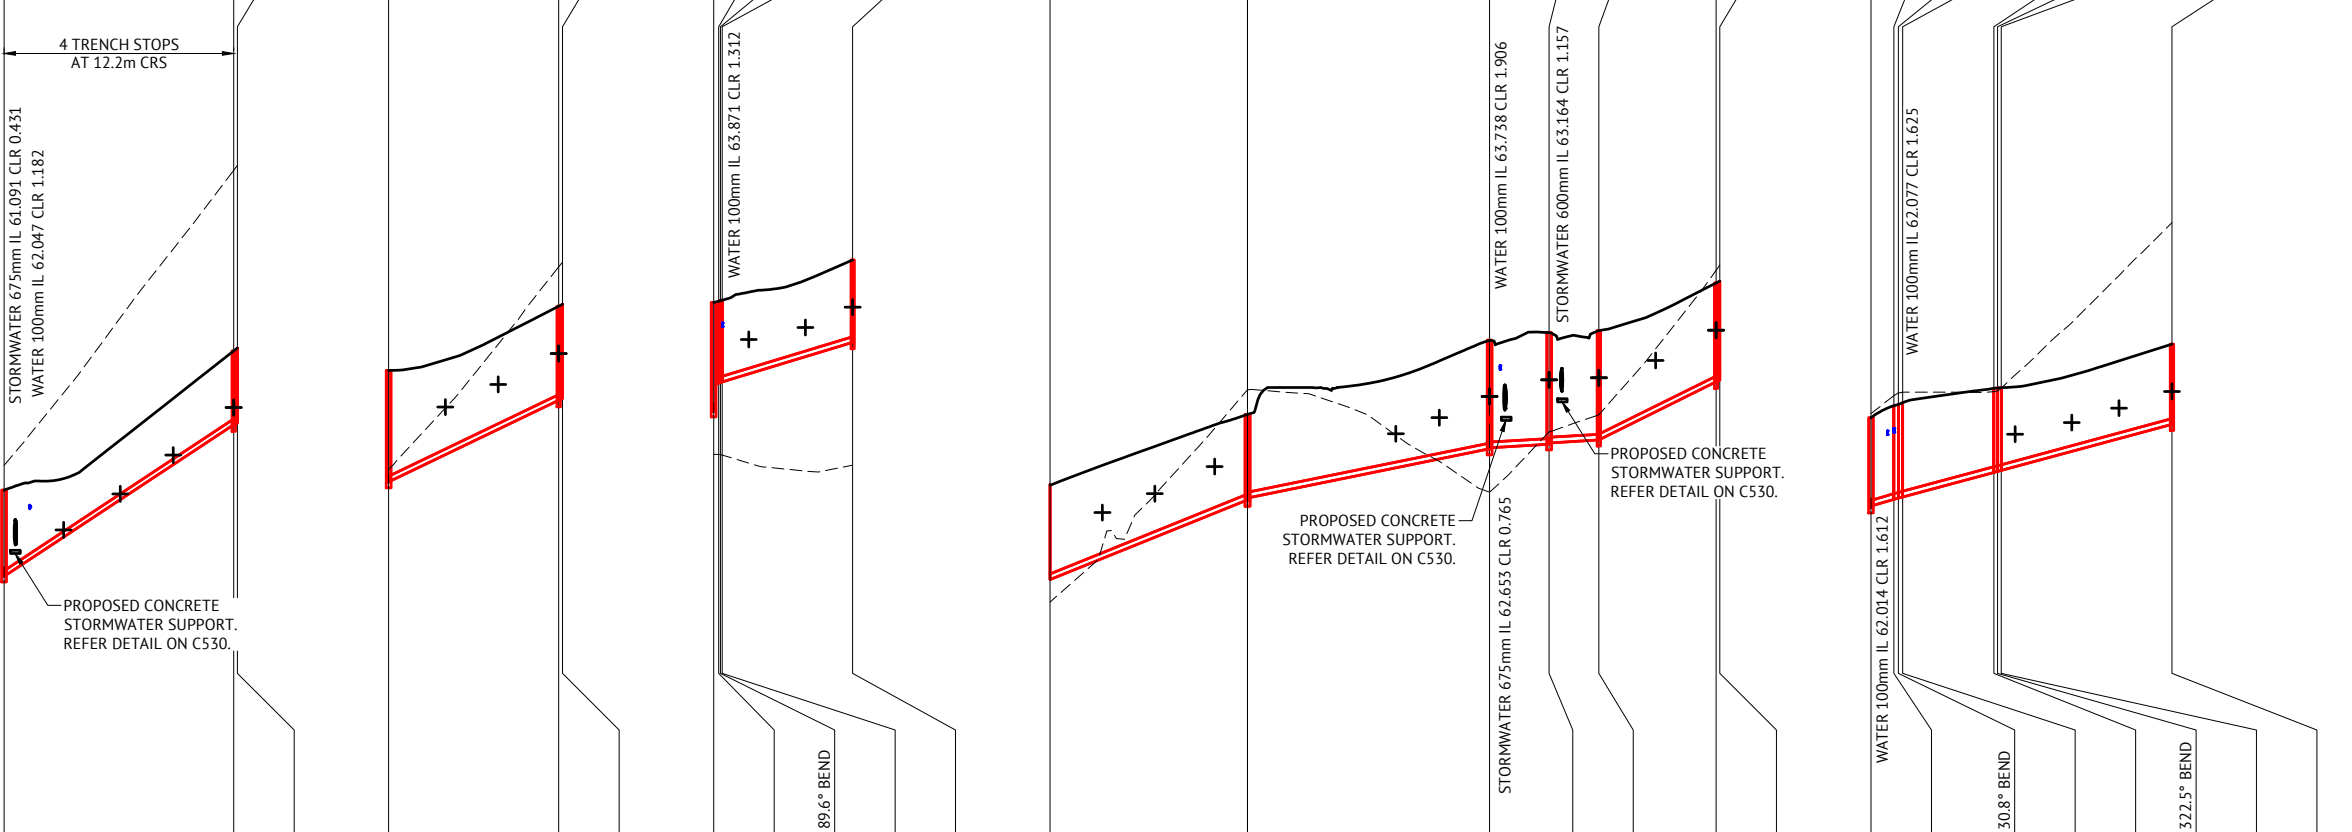 4 TRENCH STOPS
AT 12.2m CRS
STORMWATER 675mm IL 61.091 CLR 0.431
WATER 100mm IL 62.047 CLR 1.182
PROPOSED CONCRETE
STORMWATER SUPPORT.
REFER DETAIL ON C530.
WATER 100mm IL 63.871 CLR 1.312
89.6° BEND
WATER 100mm IL 63.738 CLR 1.906
STORMWATER 600mm IL 63.164 CLR 1.157
PROPOSED CONCRETE
STORMWATER SUPPORT.
REFER DETAIL ON C530.
STORMWATER 675mm IL 62.653 CLR 0.765
PROPOSED CONCRETE
STORMWATER SUPPORT.
REFER DETAIL ON C530.
WATER 100mm IL 62.077 CLR 1.625
WATER 100mm IL 62.014 CLR 1.612
30.8° BEND
322.5° BEND